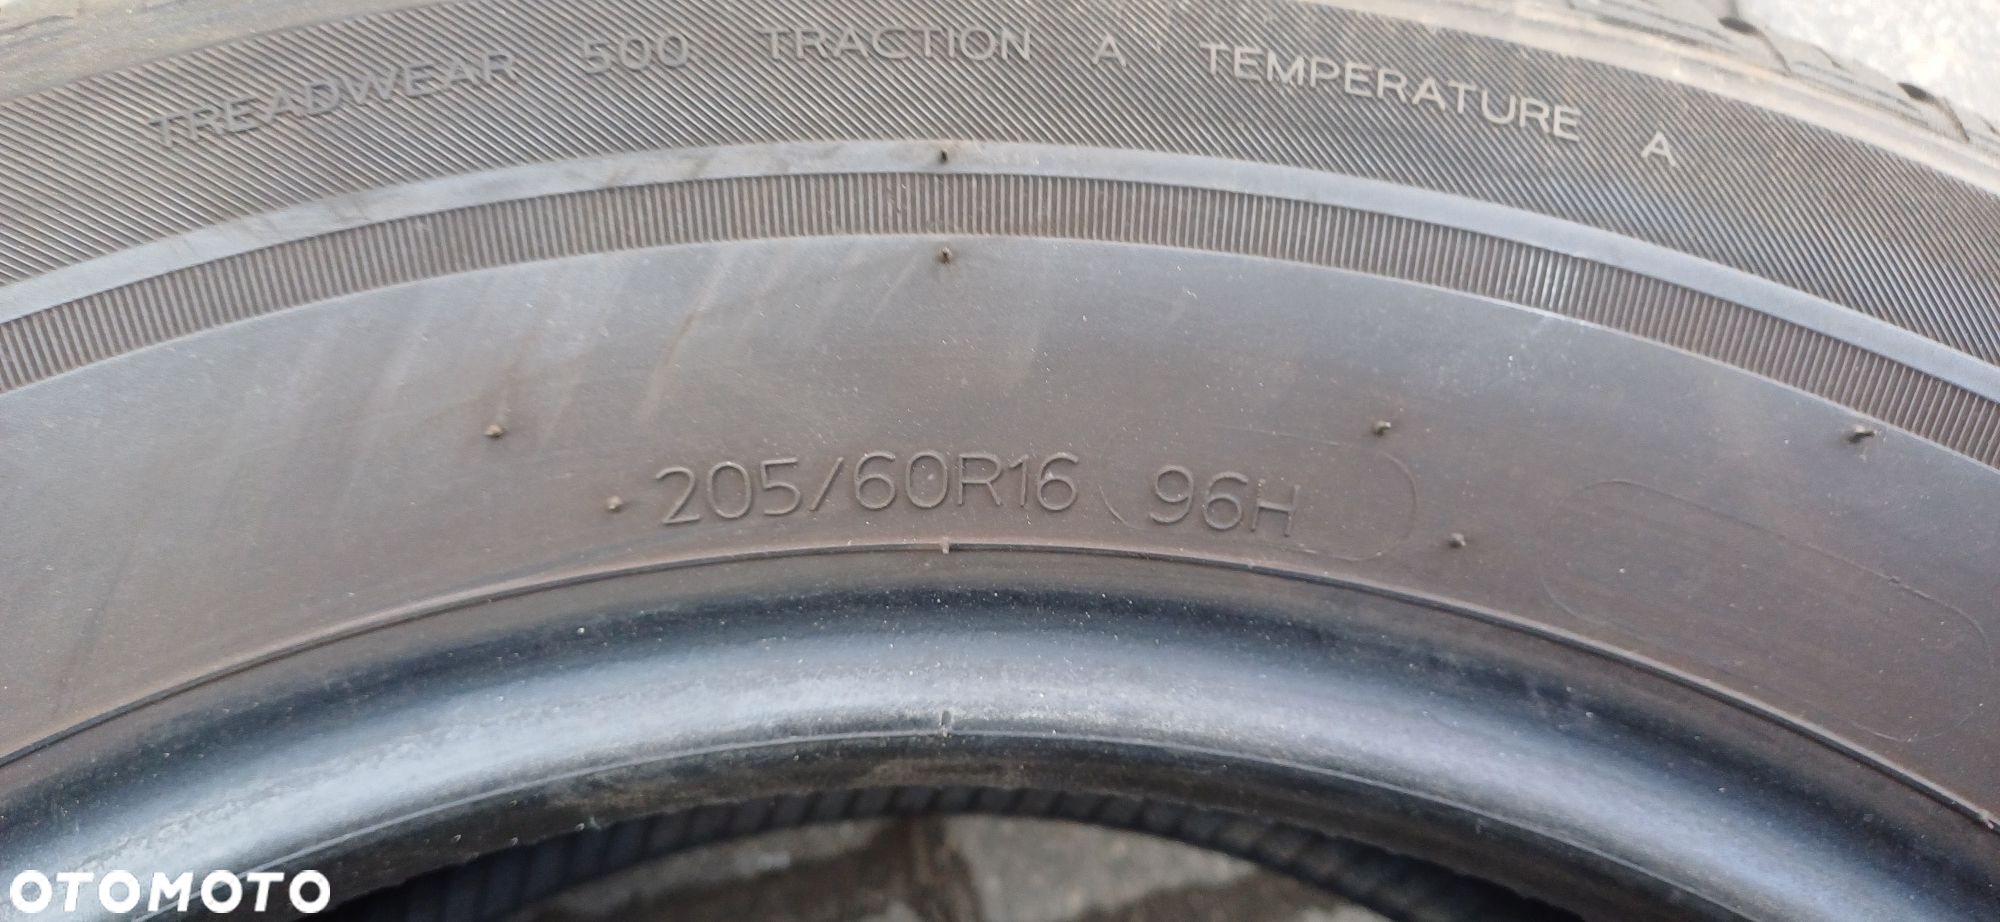 TREADWEAR 500 TRACTION A TEMPERATURE A
205/60R16 96H
OTOMOTO